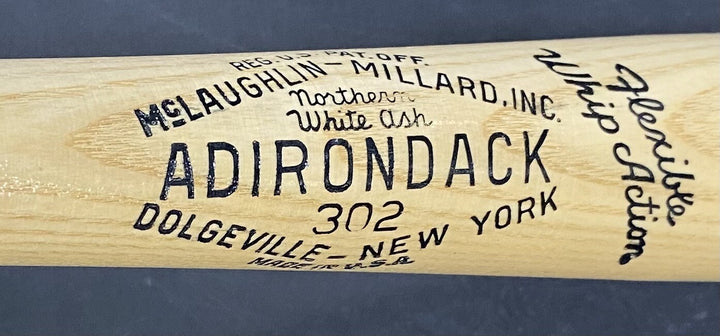 REG. U.S. PAT. OFF.
McLAUGHLIN-MILLARD, INC.
Northern
White Ash
ADIRONDACK
302
DOLGEVILLE-NEW YORK
MADE IN U.S.A
Flexible
Whip Action